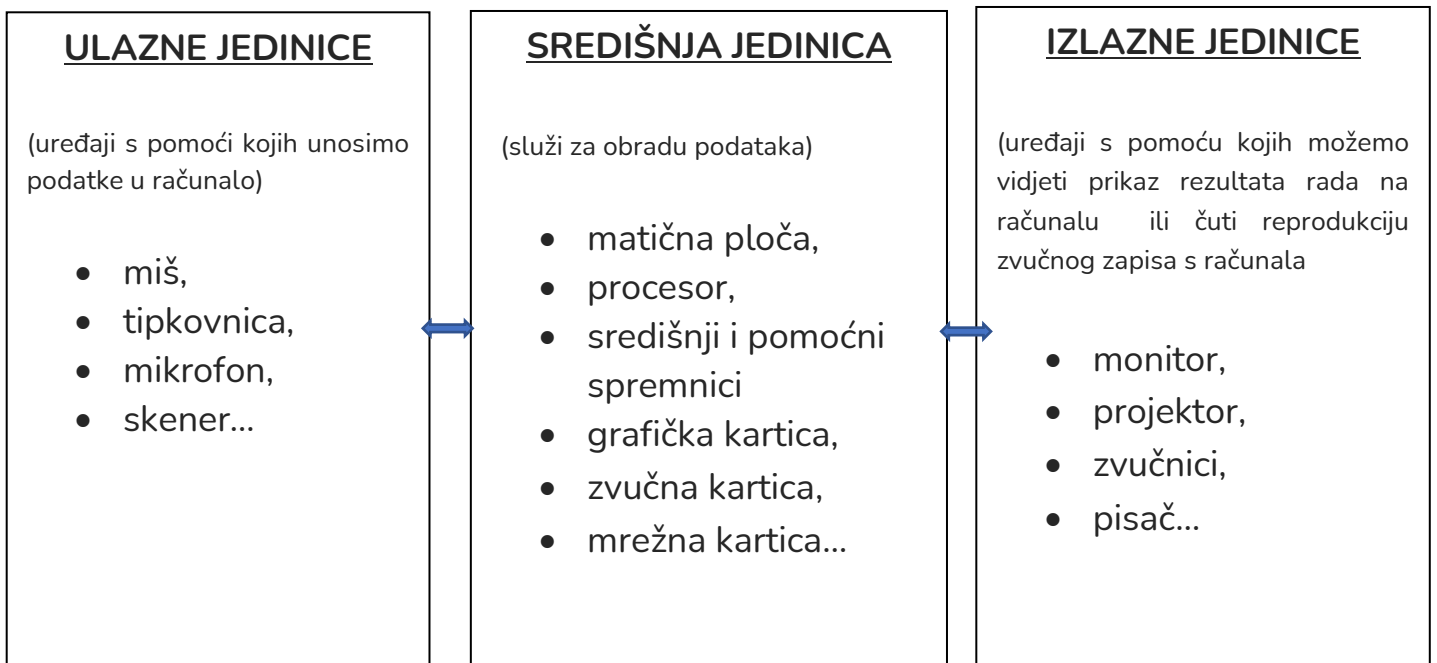 ULAZNE JEDINICE
(uređaji s pomoći kojih unosimo
podatke u računalo)
• miš,
• tipkovnica,
• mikrofon,
• skener...
SREDIŠNJA JEDINICA
(služi za obradu podataka)
• matična ploča,
• procesor,
• središnji i pomoćni
spremnici
• grafička kartica,
• zvučna kartica,
• mrežna kartica...
IZLAZNE JEDINICE
(uređaji s pomoću kojih možemo
vidjeti prikaz rezultata rada na
računalu ili čuti reprodukciju
zvučnog zapisa s računala
• monitor,
• projektor,
• zvučnici,
• pisač...